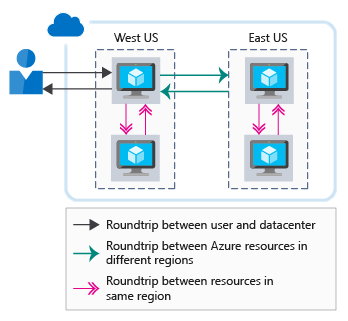 West US
East US
Roundtrip between user and datacenter
Roundtrip between Azure resources in
different regions
Roundtrip between resources in
same region